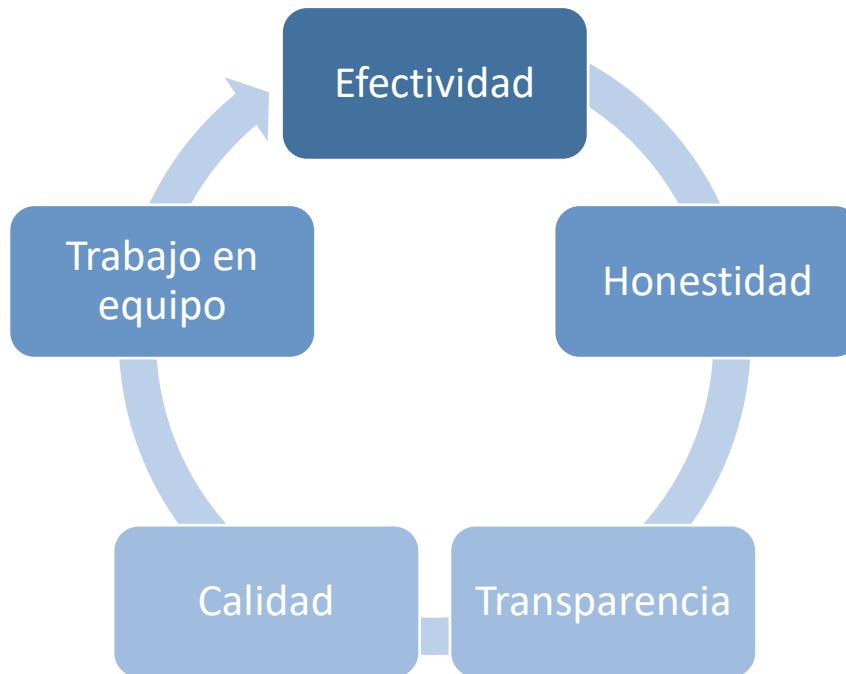 Efectividad
Honestidad
Transparencia
Calidad
Trabajo en
equipo